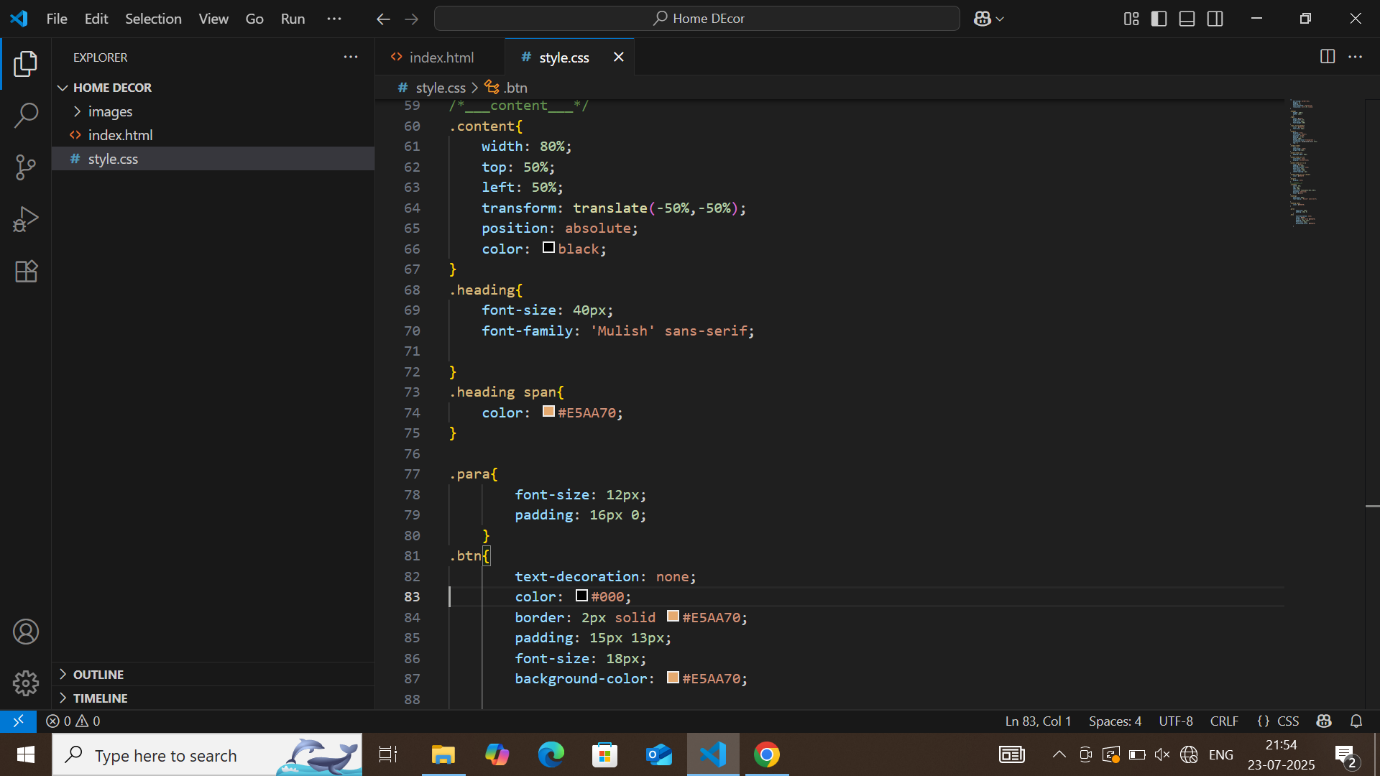 File Edit Selection View Go Run ··· Home DEcor
EXPLORER ···
HOME DECOR
images
index.html
style.css
OUTLINE
TIMELINE
index.html # style.css
# style.css > .btn
59 /*___content___*/
60 .content{
61 width: 80%;
62 top: 50%;
63 left: 50%;
64 transform: translate(-50%,-50%);
65 position: absolute;
66 color: black;
67 }
68 .heading{
69 font-size: 40px;
70 font-family: 'Mulish' sans-serif;
71
72 }
73 .heading span{
74 color: #E5AA70;
75 }
76
77 .para{
78 font-size: 12px;
79 padding: 16px 0;
80 }
81 .btn{
82 text-decoration: none;
83 color: #000;
84 border: 2px solid #E5AA70;
85 padding: 15px 13px;
86 font-size: 18px;
87 background-color: #E5AA70;
88
0 0 Ln 83, Col 1 Spaces: 4 UTF-8 CRLF {} CSS
Type here to search ENG 21:54
23-07-2025 2